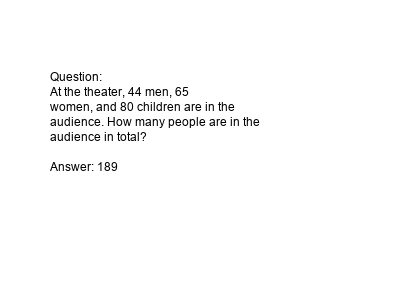 Question:
At the theater, 44 men, 65
women, and 80 children are in the
audience. How many people are in the
audience in total?
Answer: 189